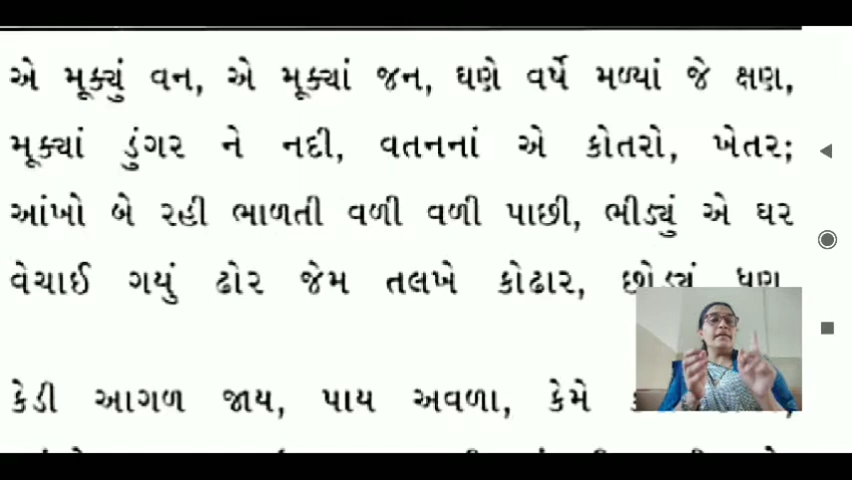 એ મૂક્યું વન, એ મૂક્યાં જન, ઘણે વર્ષે મળ્યાં જે ક્ષણ,
મૂક્યાં ડુંગર ને નદી, વતનનાં એ કોતરો, ખેતર;
આંખો બે રહી ભાળતી વળી વળી પાછી, ભીડ્યું એ ઘર
વેચાઈ ગયું ઢોર જેમ તલખે કોઢાર, છોડ્યું ધણ
કેડી આગળ જાય, પાય અવળા, કેમે